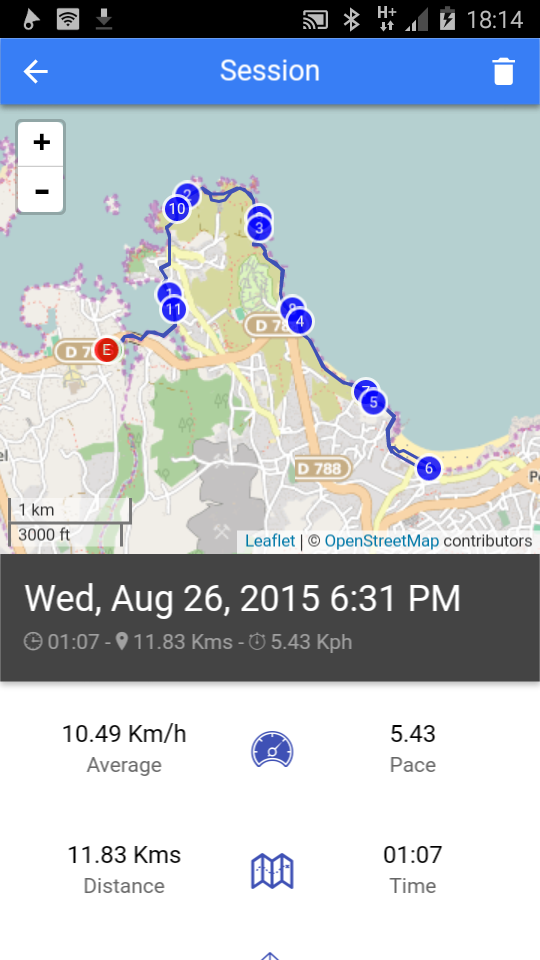 H+ 18:14
Session
+
-
2
10
3
1
11
8
4
D 78
D 7
E
7
5
6
D 788
1 km
3000 ft
Leaflet | © OpenStreetMap contributors
Wed, Aug 26, 2015 6:31 PM
01:07 - 11.83 Kms - 5.43 Kph
10.49 Km/h
5.43
Average
Pace
11.83 Kms
01:07
Distance
Time